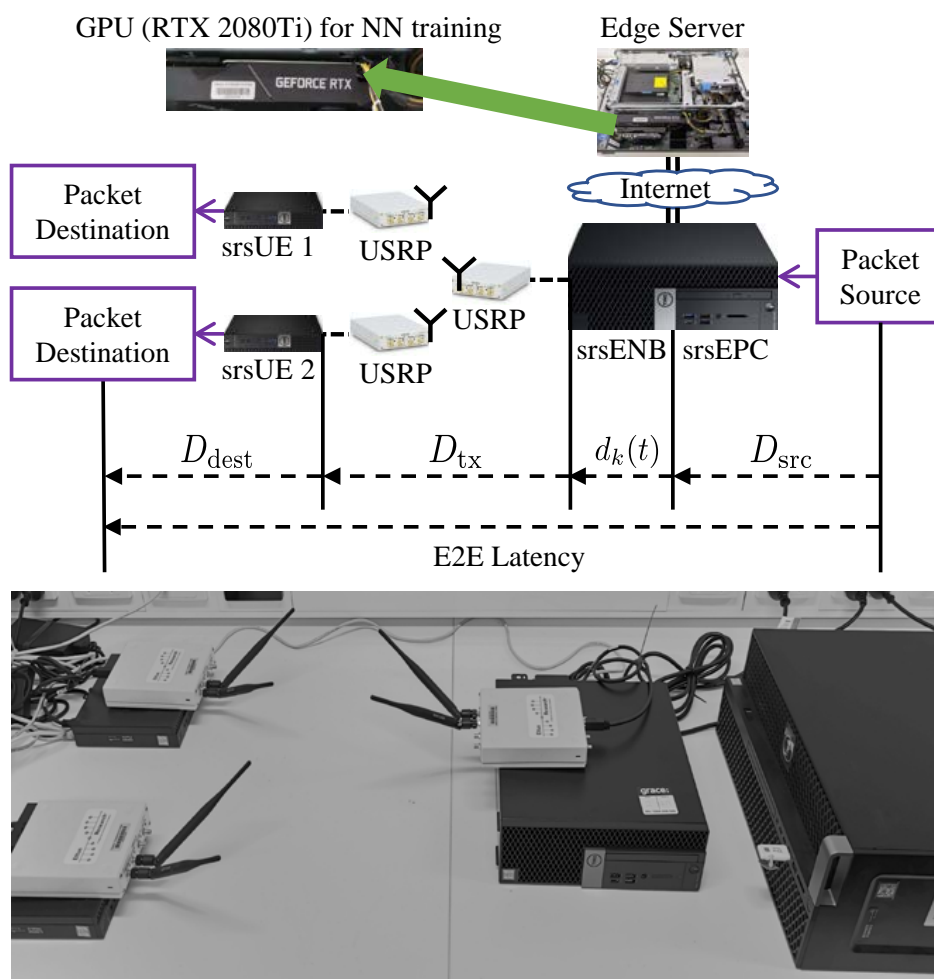 GPU (RTX 2080Ti) for NN training
Edge Server
GEFORCE RTX
Internet
Packet
Destination
srsUE 1
USRP
Packet
Source
USRP
Packet
Destination
srsUE 2
USRP
srsENB
srsEPC
D_dest
D_tx
d_k(t)
D_src
E2E Latency
grace: